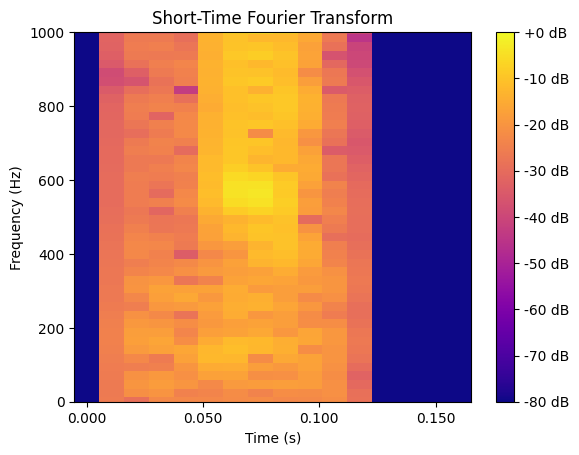 Short-Time Fourier Transform
1000
800
600
400
200
0
Frequency (Hz)
0.000
0.050
0.100
0.150
Time (s)
+0 dB
-10 dB
-20 dB
-30 dB
-40 dB
-50 dB
-60 dB
-70 dB
-80 dB